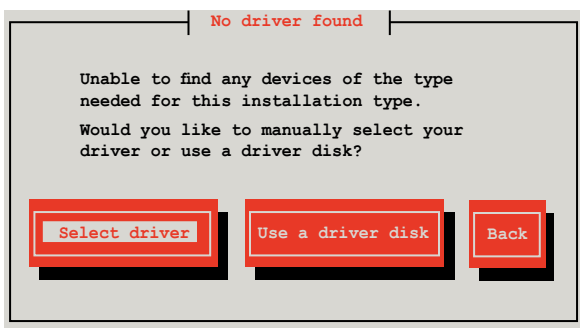 No driver found
Unable to find any devices of the type
needed for this installation type.
Would you like to manually select your
driver or use a driver disk?
Select driver
Use a driver disk
Back